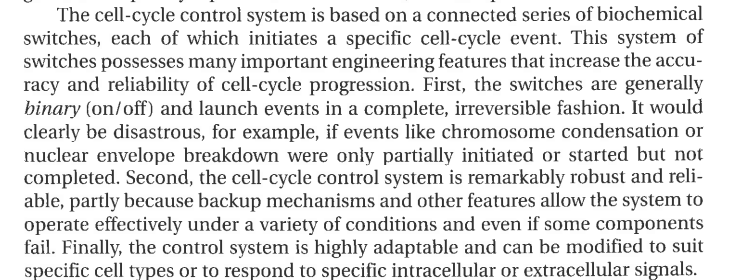 The cell-cycle control system is based on a connected series of biochemical
switches, each of which initiates a specific cell-cycle event. This system of
switches possesses many important engineering features that increase the accu-
racy and reliability of cell-cycle progression. First, the switches are generally
binary (on/off) and launch events in a complete, irreversible fashion. It would
clearly be disastrous, for example, if events like chromosome condensation or
nuclear envelope breakdown were only partially initiated or started but not
completed. Second, the cell-cycle control system is remarkably robust and reli-
able, partly because backup mechanisms and other features allow the system to
operate effectively under a variety of conditions and even if some components
fail. Finally, the control system is highly adaptable and can be modified to suit
specific cell types or to respond to specific intracellular or extracellular signals.